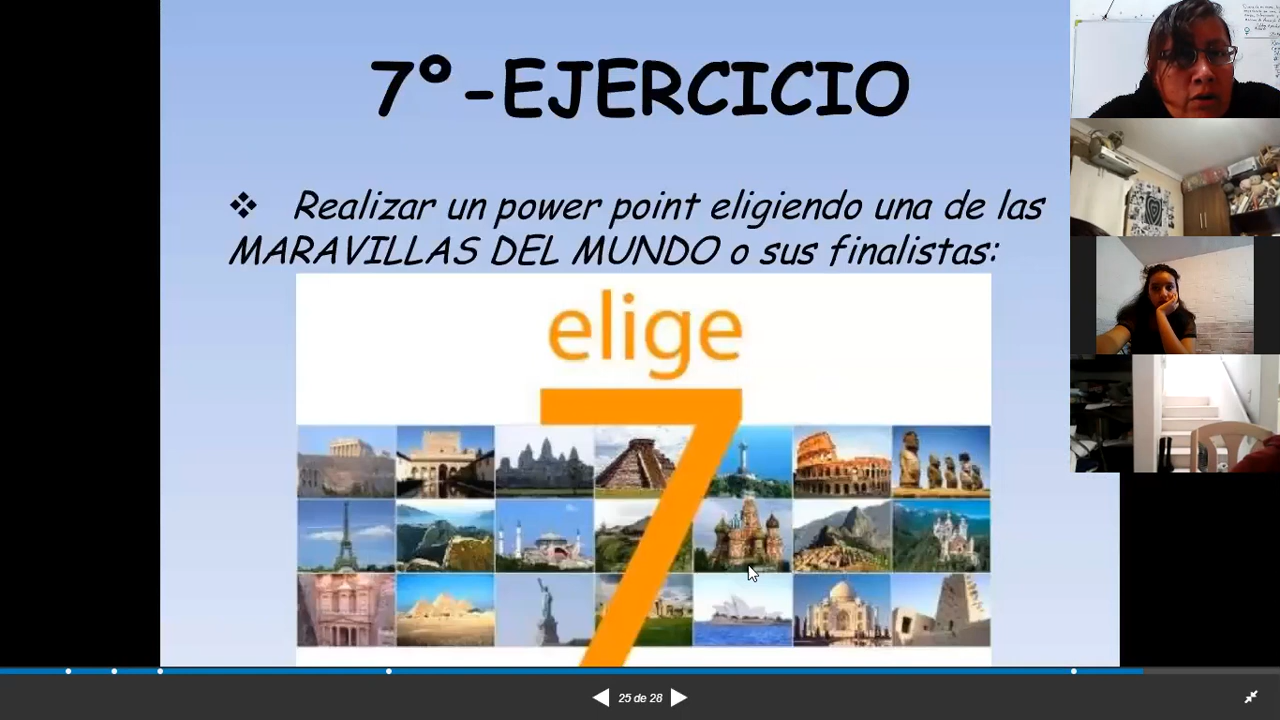 7º-EJERCICIO
❖ Realizar un power point eligiendo una de las
MARAVILLAS DEL MUNDO o sus finalistas:
elige
7
25 de 28